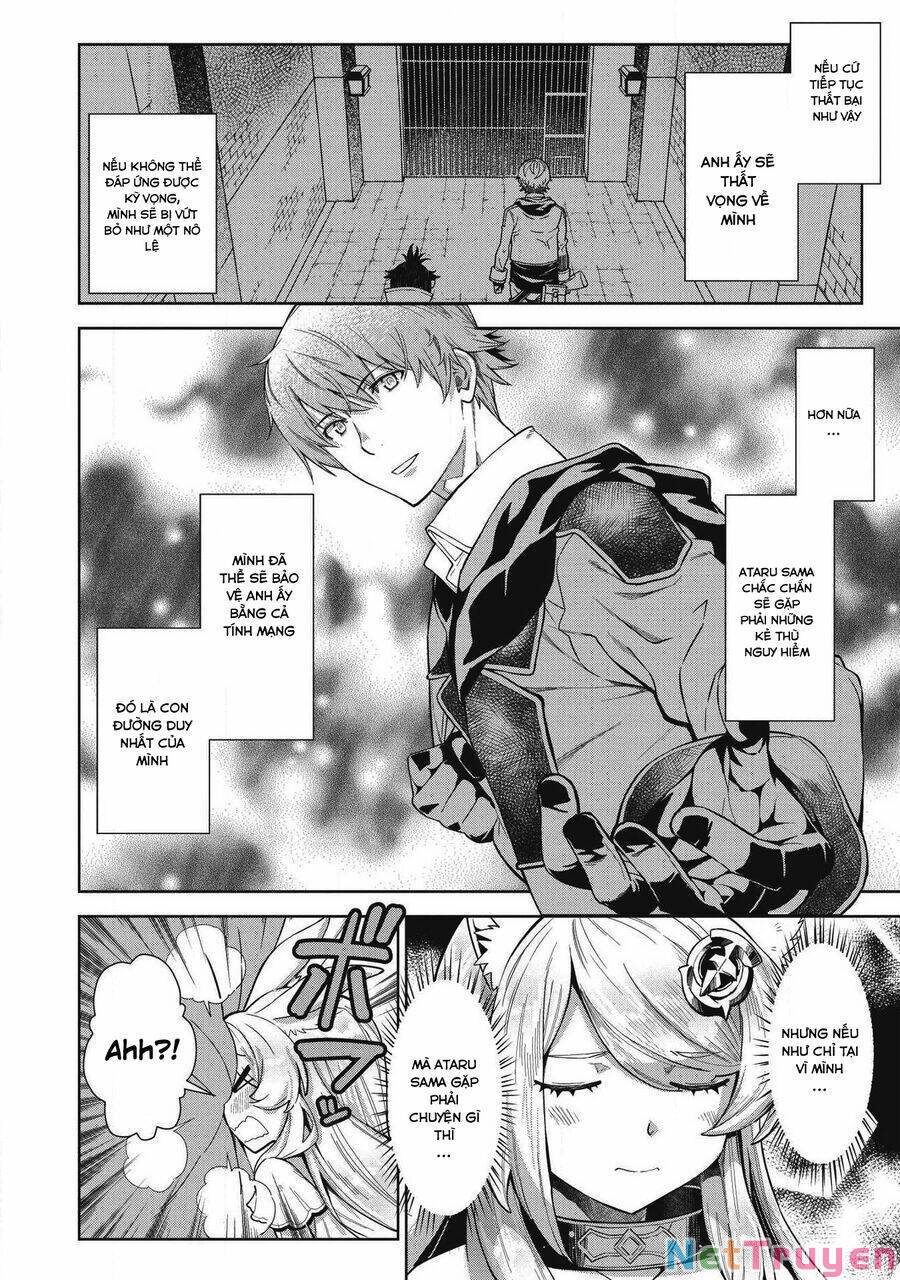 NẾU CỨ
TIẾP TỤC
THẤT BẠI
NHƯ VẬY
ANH ẤY SẼ
THẤT
VỌNG VỀ
MÌNH
NẾU KHÔNG THỂ
ĐÁP ỨNG ĐƯỢC
KỲ VỌNG,
MÌNH SẼ BỊ VỨT
BỎ NHƯ MỘT NÔ
LỆ
HƠN NỮA
...
ATARU SAMA
CHẮC CHẮN
SẼ GẶP
PHẢI NHỮNG
KẺ THÙ
NGUY HIỂM
MÌNH ĐÃ
THỀ SẼ BẢO
VỆ ANH ẤY
BẰNG CẢ
TÍNH MẠNG
ĐÓ LÀ CON
ĐƯỜNG DUY
NHẤT CỦA
MÌNH
NHƯNG NẾU
NHƯ CHỈ TẠI
VÌ MÌNH
...
MÀ ATARU
SAMA GẶP
PHẢI
CHUYỆN GÌ
THÌ
...
ボフッ
Ahh?!
NetTruyen